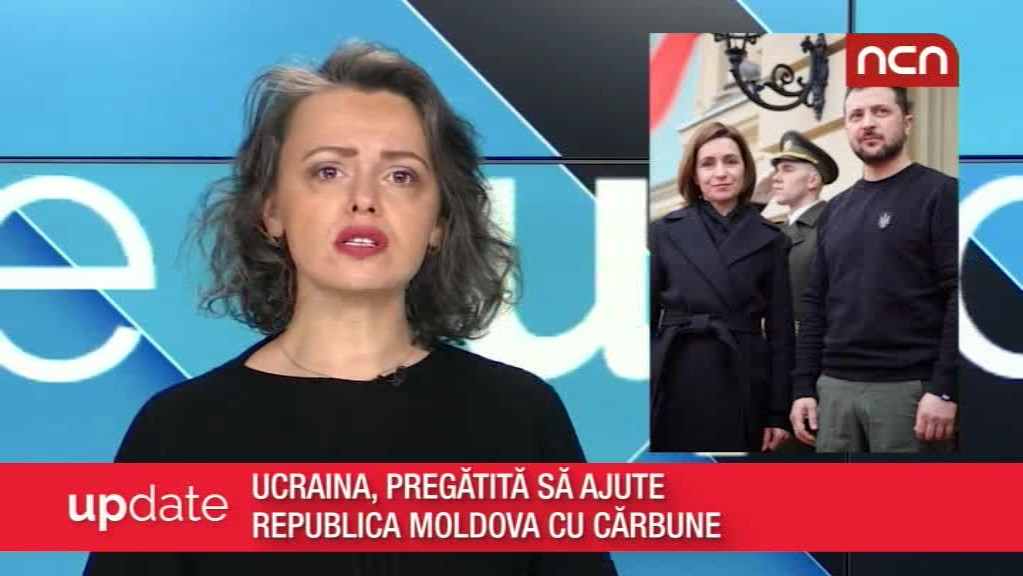 ncn
e u
update
UCRAINA, PREGĂTITĂ SĂ AJUTE
REPUBLICA MOLDOVA CU CĂRBUNE